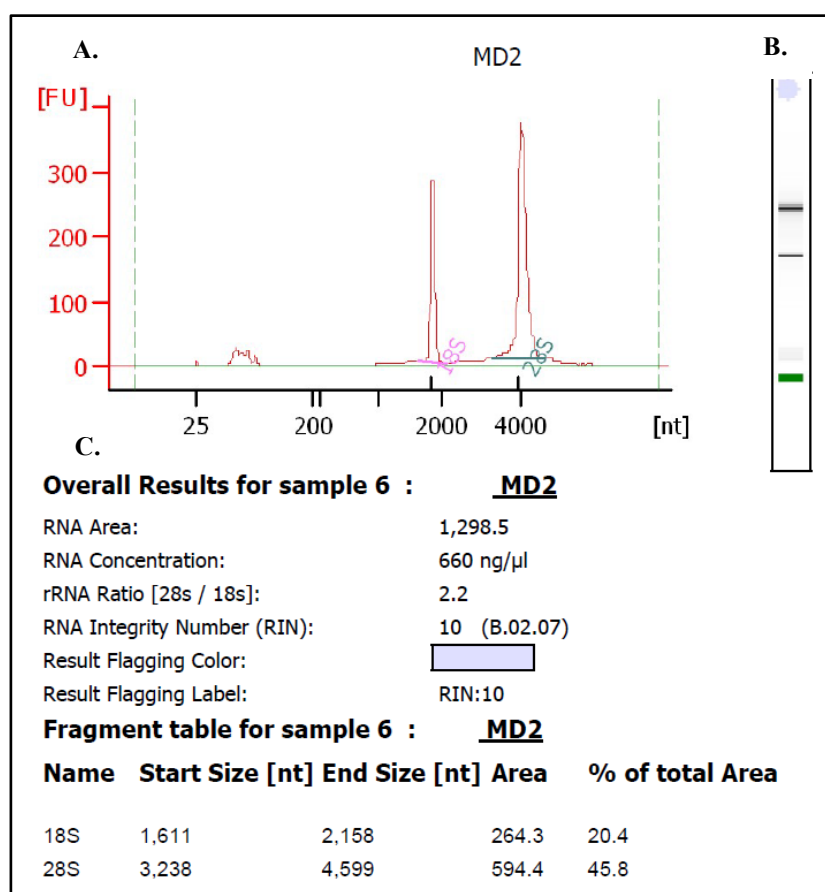 A.
B.
MD2
[FU]
300
200
100
0
18S
28S
25 200 2000 4000 [nt]
C.
Overall Results for sample 6 : MD2
RNA Area: 1,298.5
RNA Concentration: 660 ng/µl
rRNA Ratio [28s / 18s]: 2.2
RNA Integrity Number (RIN): 10 (B.02.07)
Result Flagging Color:
Result Flagging Label: RIN:10
Fragment table for sample 6 : MD2
Name Start Size [nt] End Size [nt] Area % of total Area
18S 1,611 2,158 264.3 20.4
28S 3,238 4,599 594.4 45.8